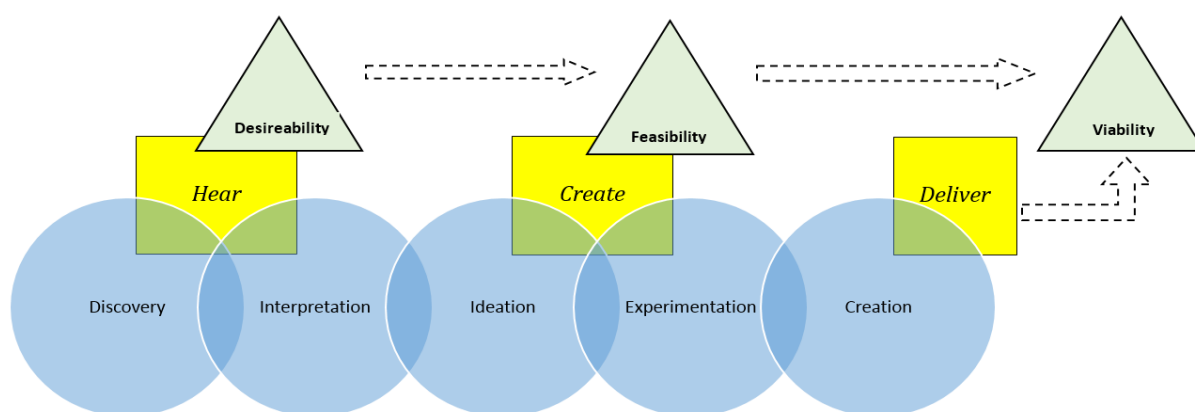 Desireability
Feasibility
Viability
Hear
Create
Deliver
Discovery
Interpretation
Ideation
Experimentation
Creation